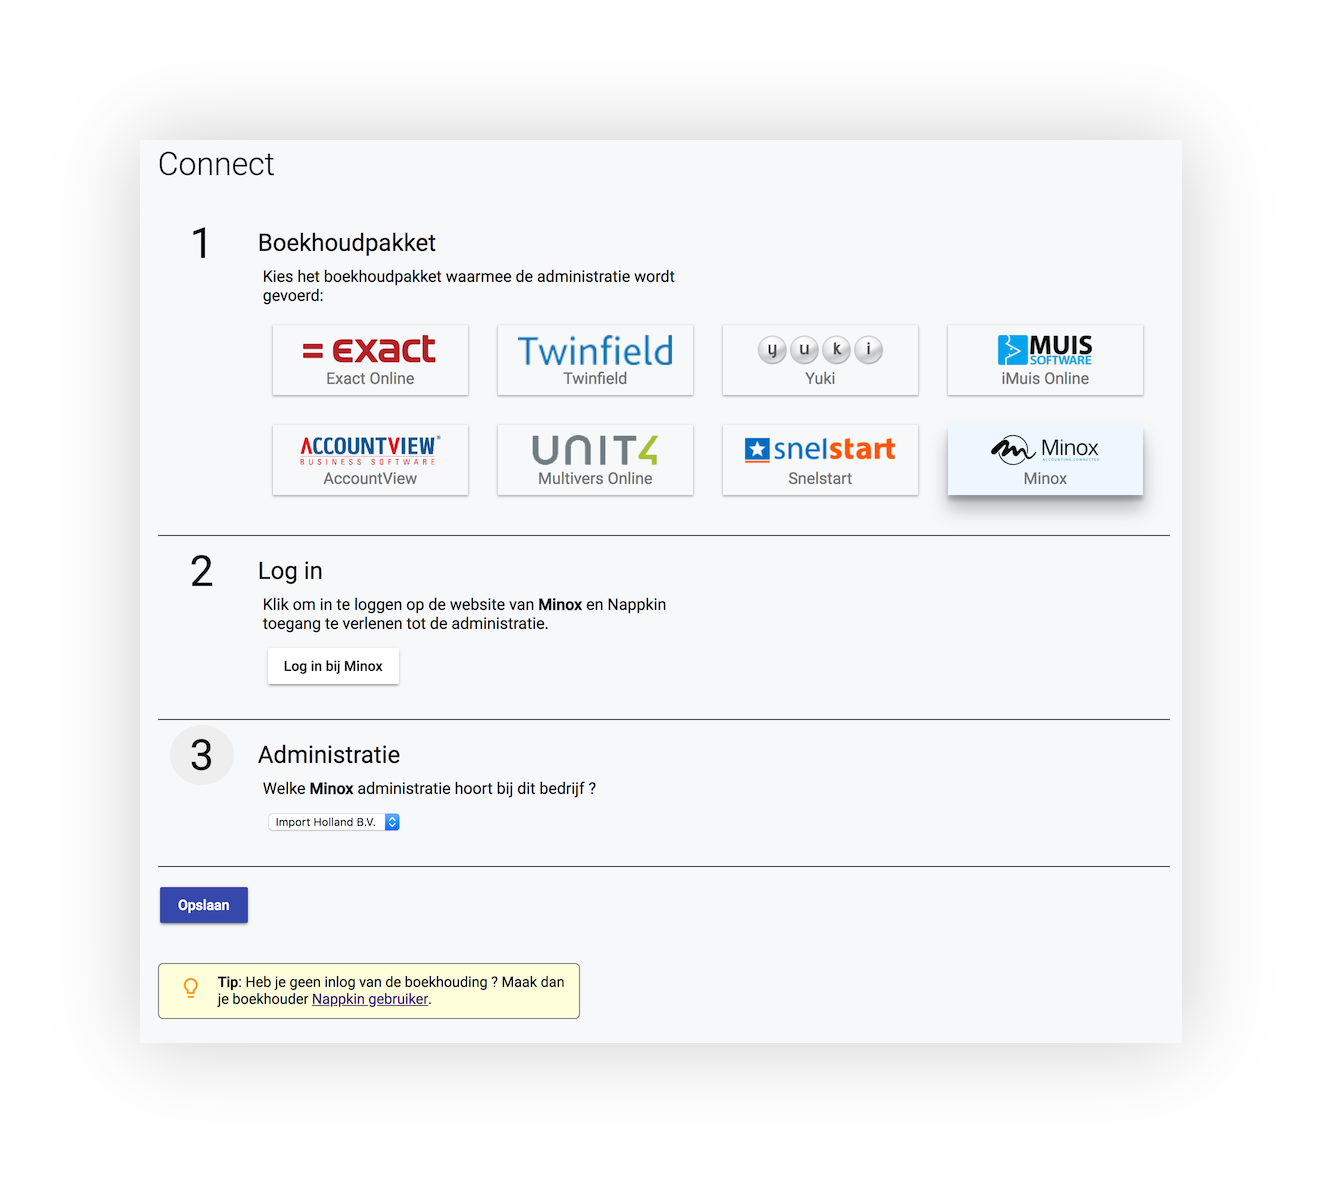 Connect
1
Boekhoudpakket
Kies het boekhoudpakket waarmee de administratie wordt
gevoerd:
= exact
Exact Online
Twinfield
Twinfield
y u k i
Yuki
MUIS
SOFTWARE
iMuis Online
ACCOUNTVIEW®
BUSINESS SOFTWARE
AccountView
UNIT4
Multivers Online
snelstart
Snelstart
Minox
ACCOUNTING CONNECTED
Minox
2
Log in
Klik om in te loggen op de website van Minox en Nappkin
toegang te verlenen tot de administratie.
Log in bij Minox
3
Administratie
Welke Minox administratie hoort bij dit bedrijf ?
Import Holland B.V.
Opslaan
Tip: Heb je geen inlog van de boekhouding ? Maak dan
je boekhouder Nappkin gebruiker.